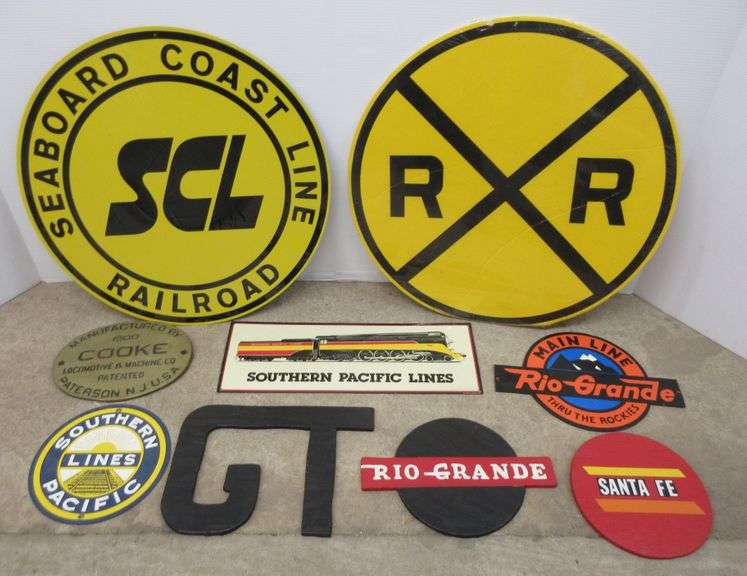 SEABOARD COAST LINE
SCL
RAILROAD
R R
MANUFACTURED BY
1800
COOKE
LOCOMOTIVE & MACHINE CO
PATENTED
PATERSON N.J. U.S.A.
SOUTHERN PACIFIC LINES
MAIN LINE
Rio Grande
THRU THE ROCKIES
SOUTHERN
LINES
PACIFIC
GT
RIO GRANDE
SANTA FE